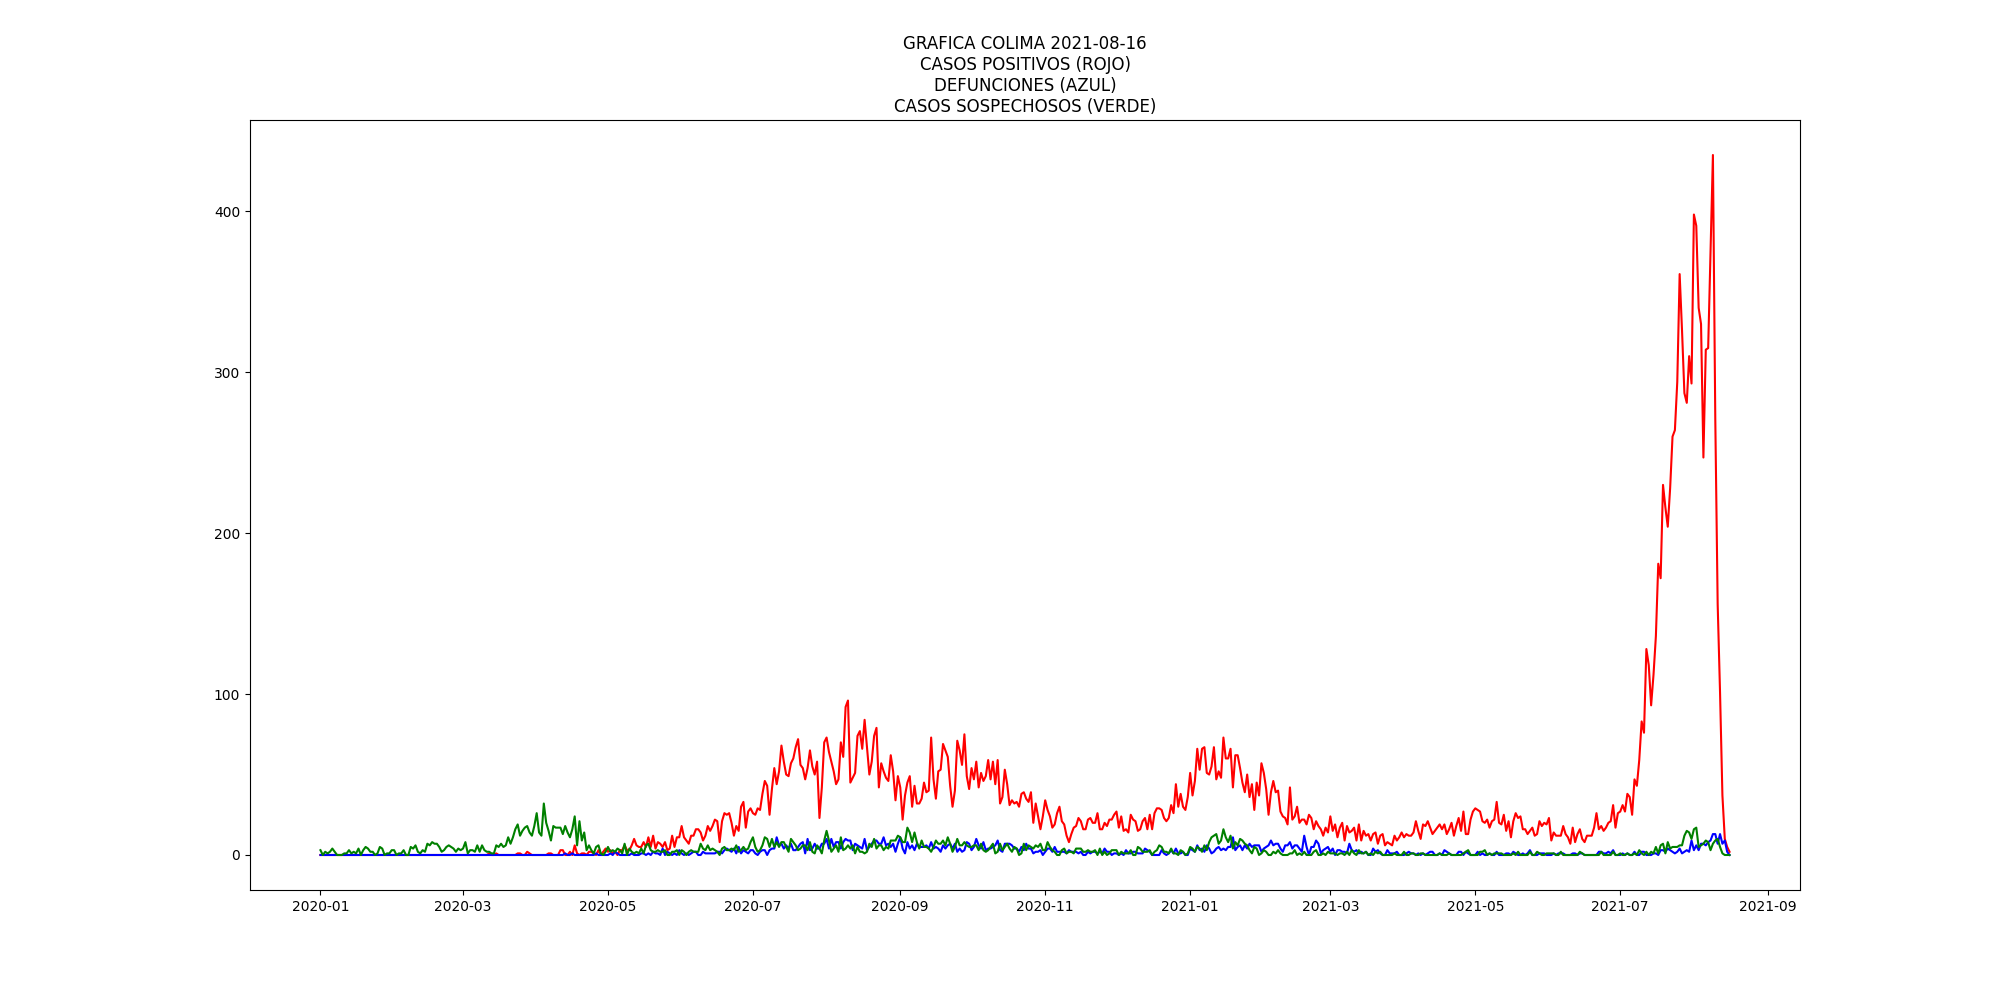 GRAFICA COLIMA 2021-08-16
CASOS POSITIVOS (ROJO)
DEFUNCIONES (AZUL)
CASOS SOSPECHOSOS (VERDE)
400
300
200
100
0
2020-01 2020-03 2020-05 2020-07 2020-09 2020-11 2021-01 2021-03 2021-05 2021-07 2021-09